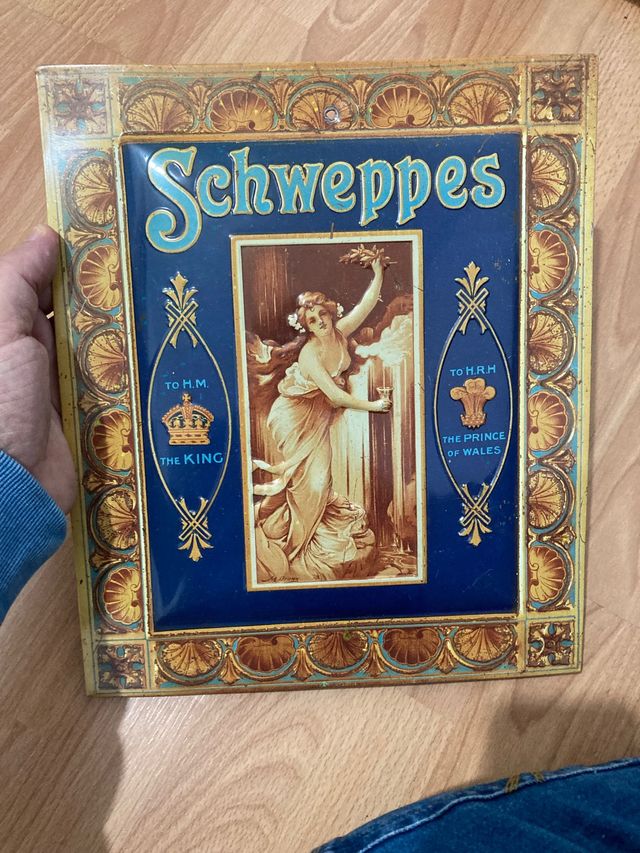 Schweppes
TO H.M.
THE KING
TO H.R.H
THE PRINCE
OF WALES